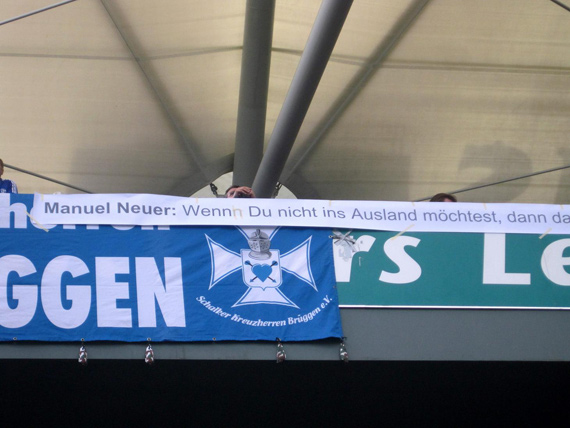 Manuel Neuer: Wennn Du nicht ins Ausland möchtest, dann da
GGEN
Schalker Kreuzherren Brüggen e.V.
rs Le